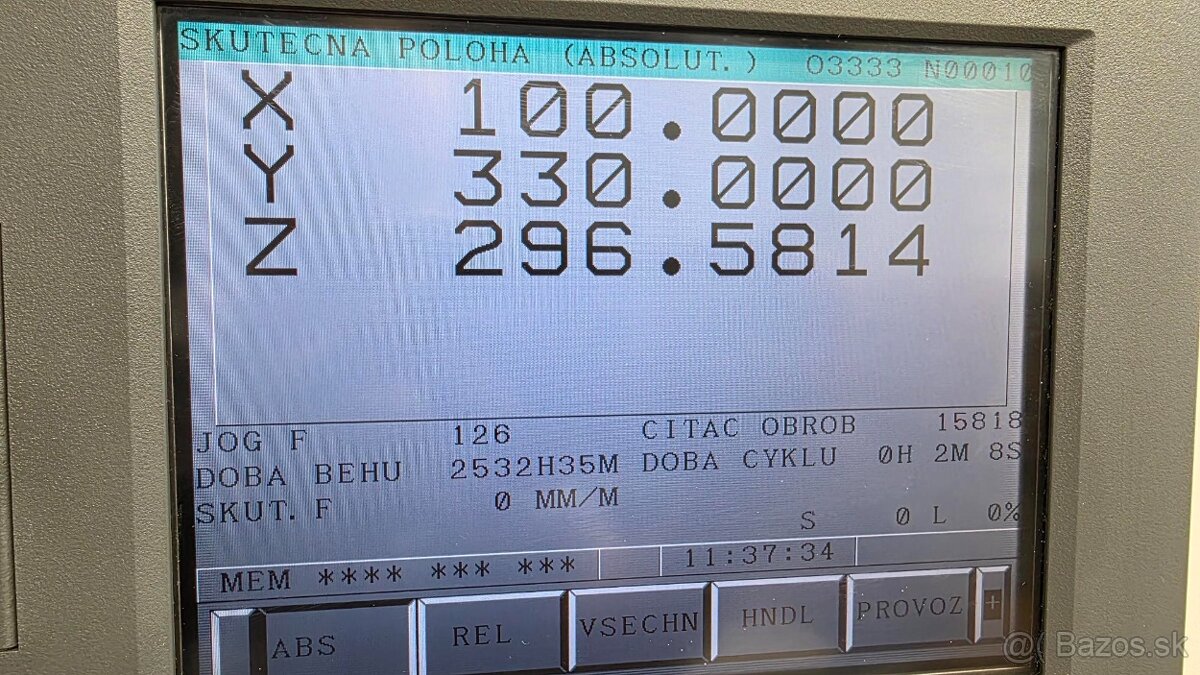 SKUTECNA POLOHA (ABSOLUT. ) O3333 N00010
X 100.0000
Y 330.0000
Z 296.5814
JOG F 126 CITAC OBROB 15818
DOBA BEHU 2532H35M DOBA CYKLU 0H 2M 8S
SKUT. F 0 MM/M
S 0 L 0%
MEM **** *** *** 11:37:34
ABS REL VSECHN HNDL PROVOZ +
@( Bazos.sk